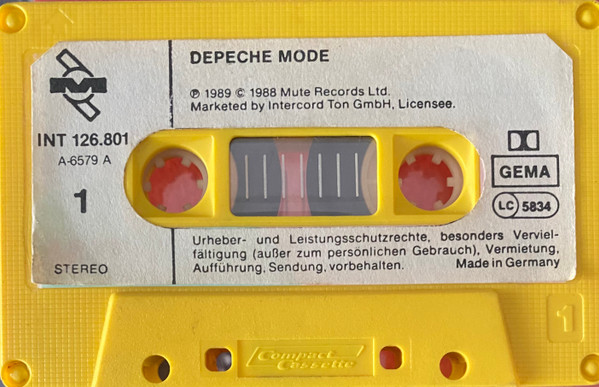 DEPECHE MODE
℗ 1989 © 1988 Mute Records Ltd.
Marketed by Intercord Ton GmbH, Licensee.
M
INT 126.801
A-6579 A
1
STEREO
GEMA
LC 5834
Urheber- und Leistungsschutzrechte, besonders Verviel-
fältigung (außer zum persönlichen Gebrauch), Vermietung,
Aufführung, Sendung, vorbehalten. Made in Germany
1
Compact
Cassette